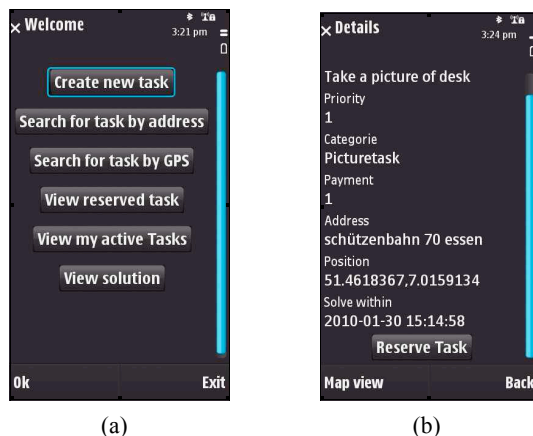 Welcome
3:21 pm
Create new task
Search for task by address
Search for task by GPS
View reserved task
View my active Tasks
View solution
Ok Exit
(a)
Details
3:24 pm
Take a picture of desk
Priority
1
Categorie
Picturetask
Payment
1
Address
schützenbahn 70 essen
Position
51.4618367,7.0159134
Solve within
2010-01-30 15:14:58
Reserve Task
Map view Back
(b)